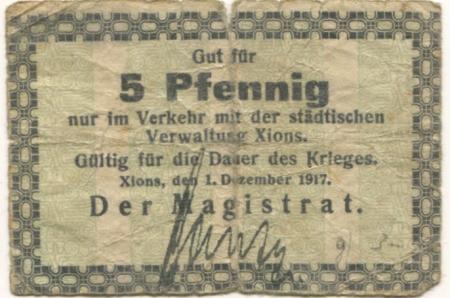 Gut für
5 Pfennig
nur im Verkehr mit der städtischen
Verwaltung Xions.
Gültig für die Dauer des Krieges.
Xions, den 1. Dezember 1917.
Der Magistrat.